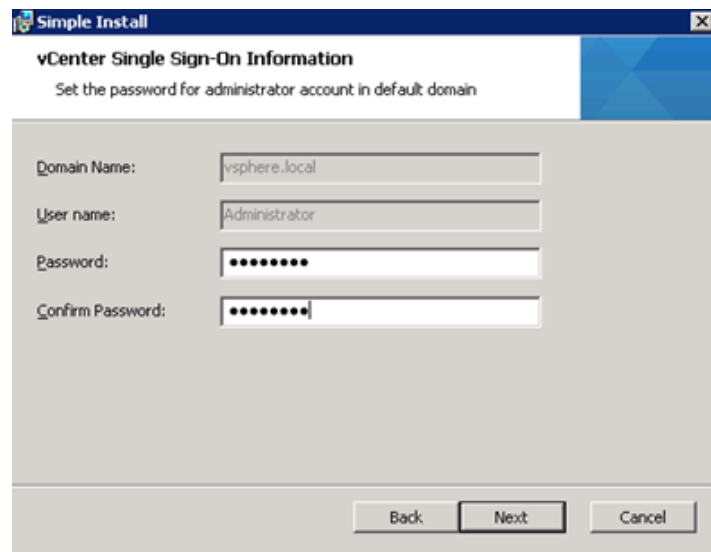 Simple Install
vCenter Single Sign-On Information
Set the password for administrator account in default domain
Domain Name: vsphere.local
User name: Administrator
Password: ●●●●●●●●
Confirm Password: ●●●●●●●●
Back Next Cancel